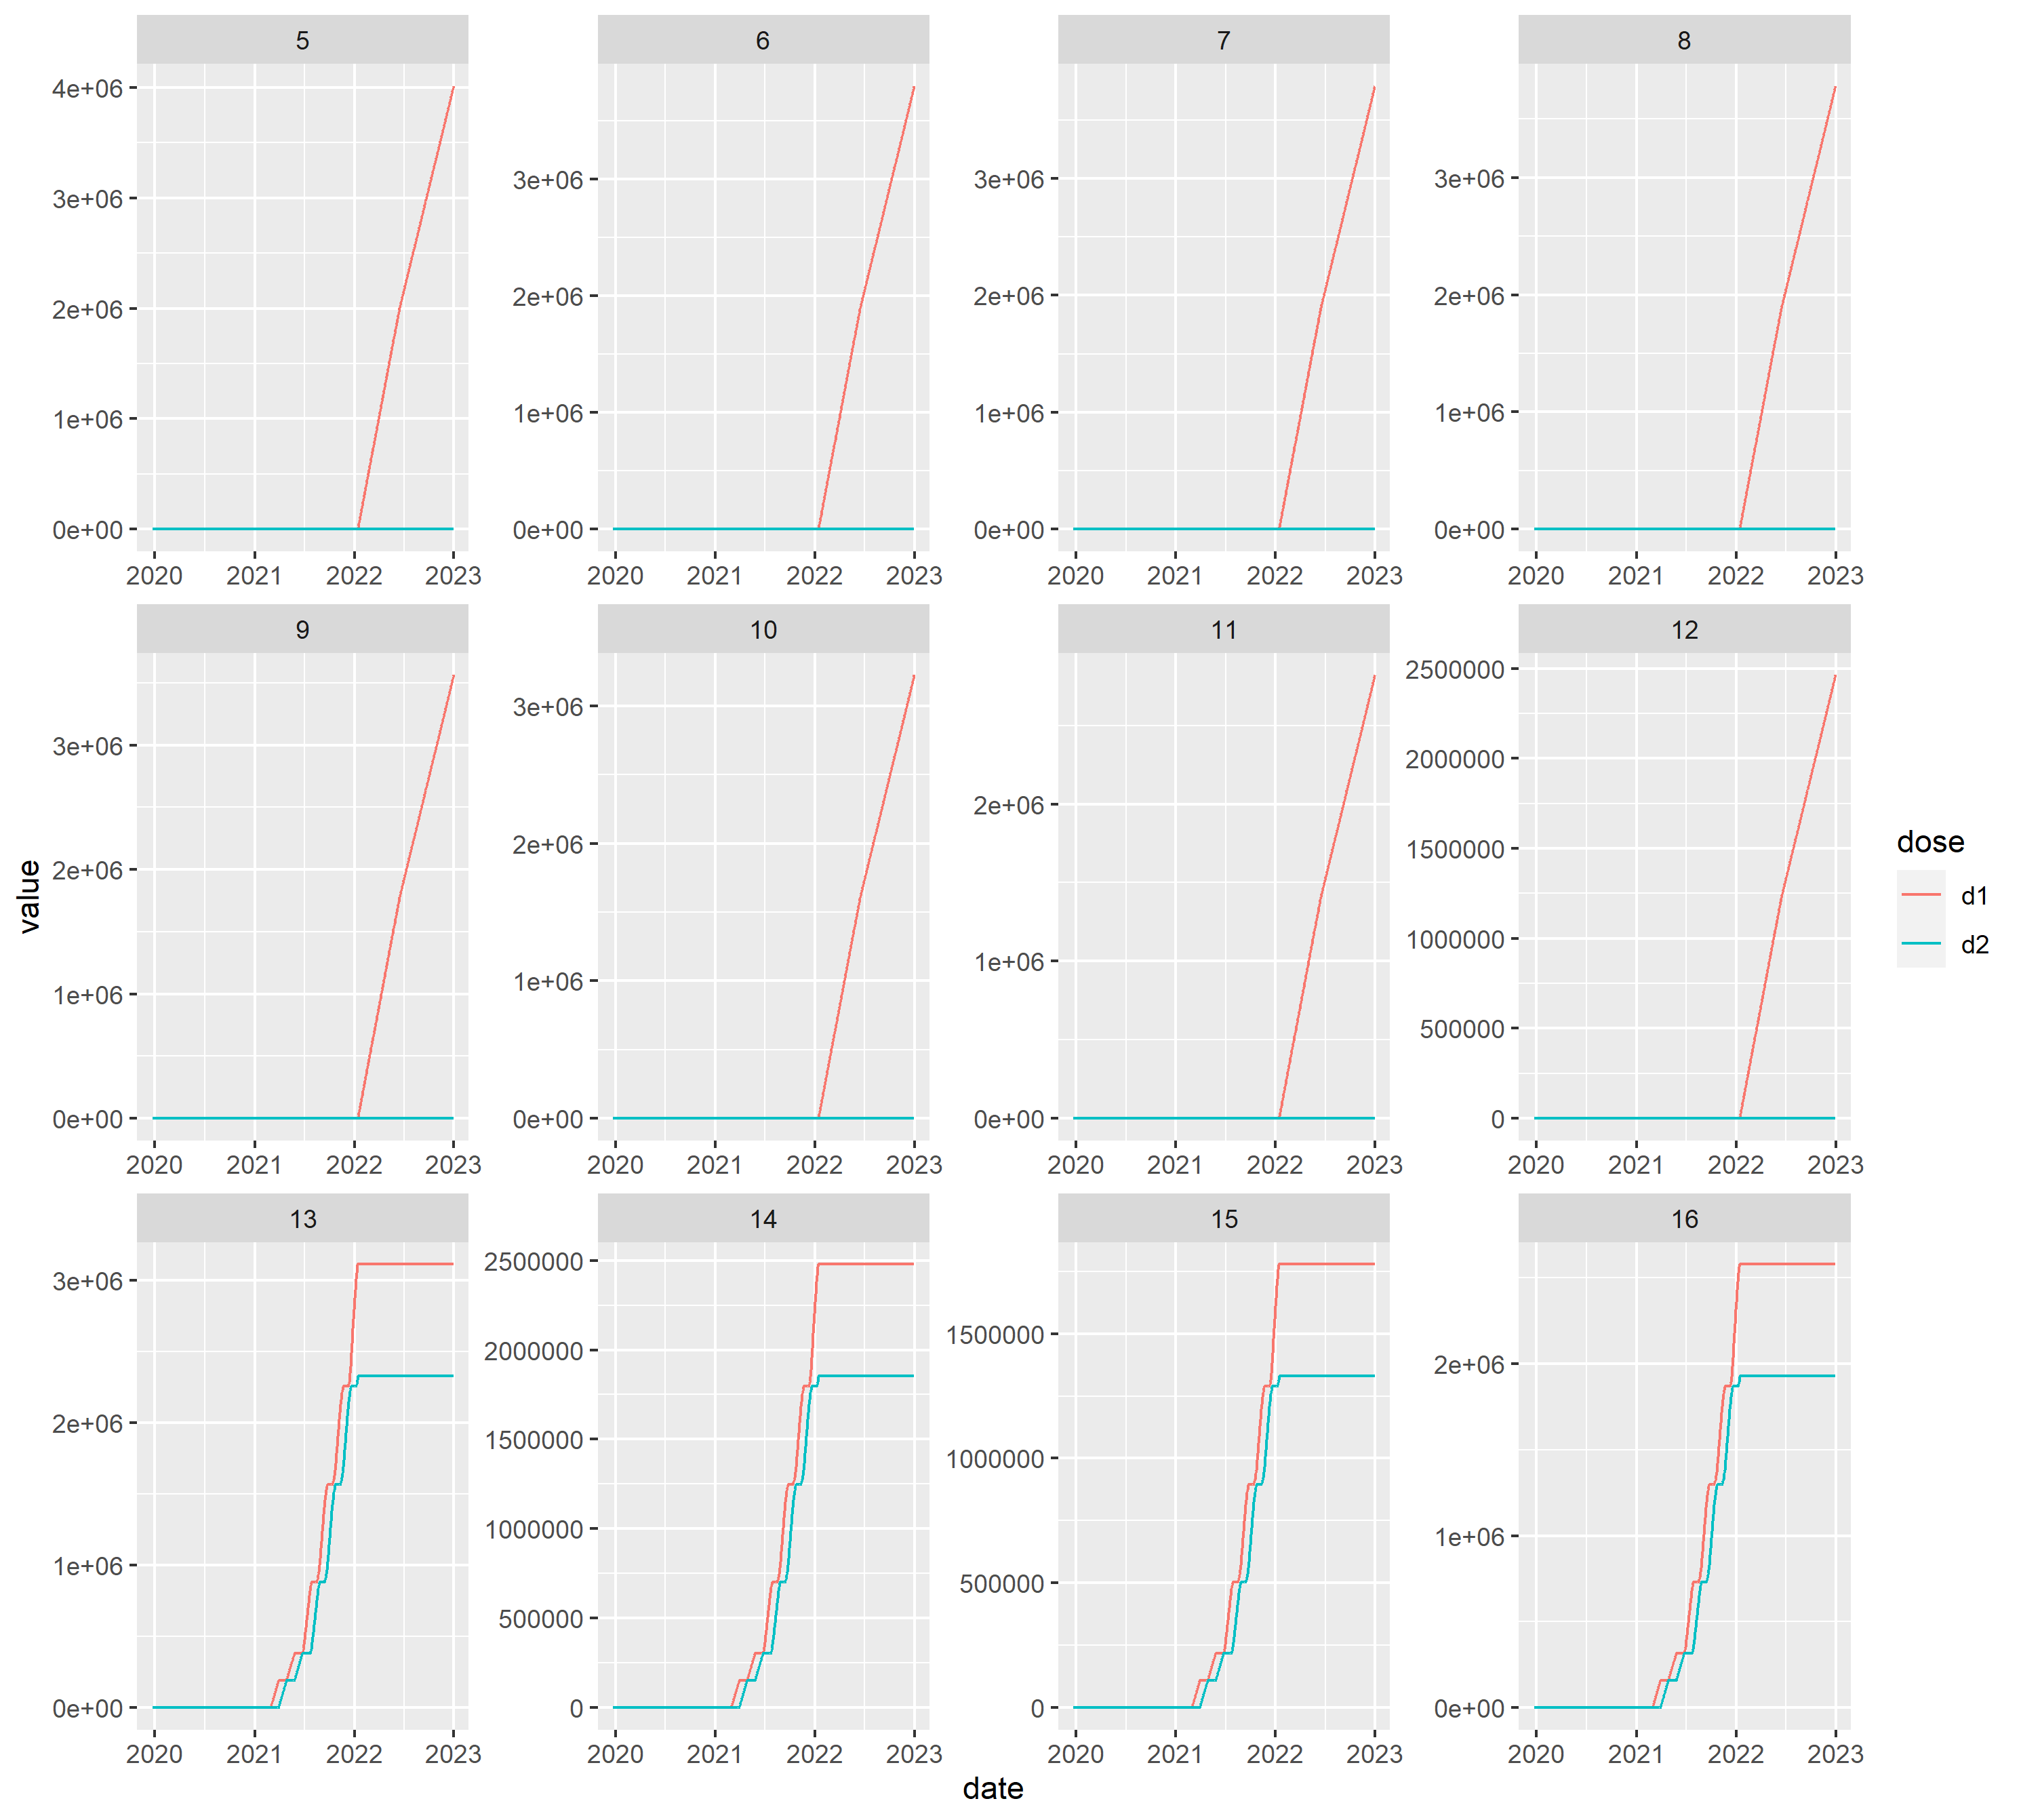 5 6 7 8
4e+06
3e+06 3e+06 3e+06 3e+06
2e+06 2e+06 2e+06 2e+06
1e+06 1e+06 1e+06 1e+06
0e+00 0e+00 0e+00 0e+00
2020 2021 2022 2023 2020 2021 2022 2023 2020 2021 2022 2023 2020 2021 2022 2023
9 10 11 12
3e+06 3e+06 2e+06 2500000
2e+06 2e+06 1e+06 2000000
1e+06 1e+06 0e+00 1500000
0e+00 0e+00 1000000
500000
0
2020 2021 2022 2023 2020 2021 2022 2023 2020 2021 2022 2023 2020 2021 2022 2023
13 14 15 16
3e+06 2500000 1500000 2e+06
2e+06 2000000 1000000 1e+06
1e+06 1500000 500000 0e+00
0e+00 1000000 0
500000
0
2020 2021 2022 2023 2020 2021 2022 2023 2020 2021 2022 2023 2020 2021 2022 2023
date
value
dose
d1
d2